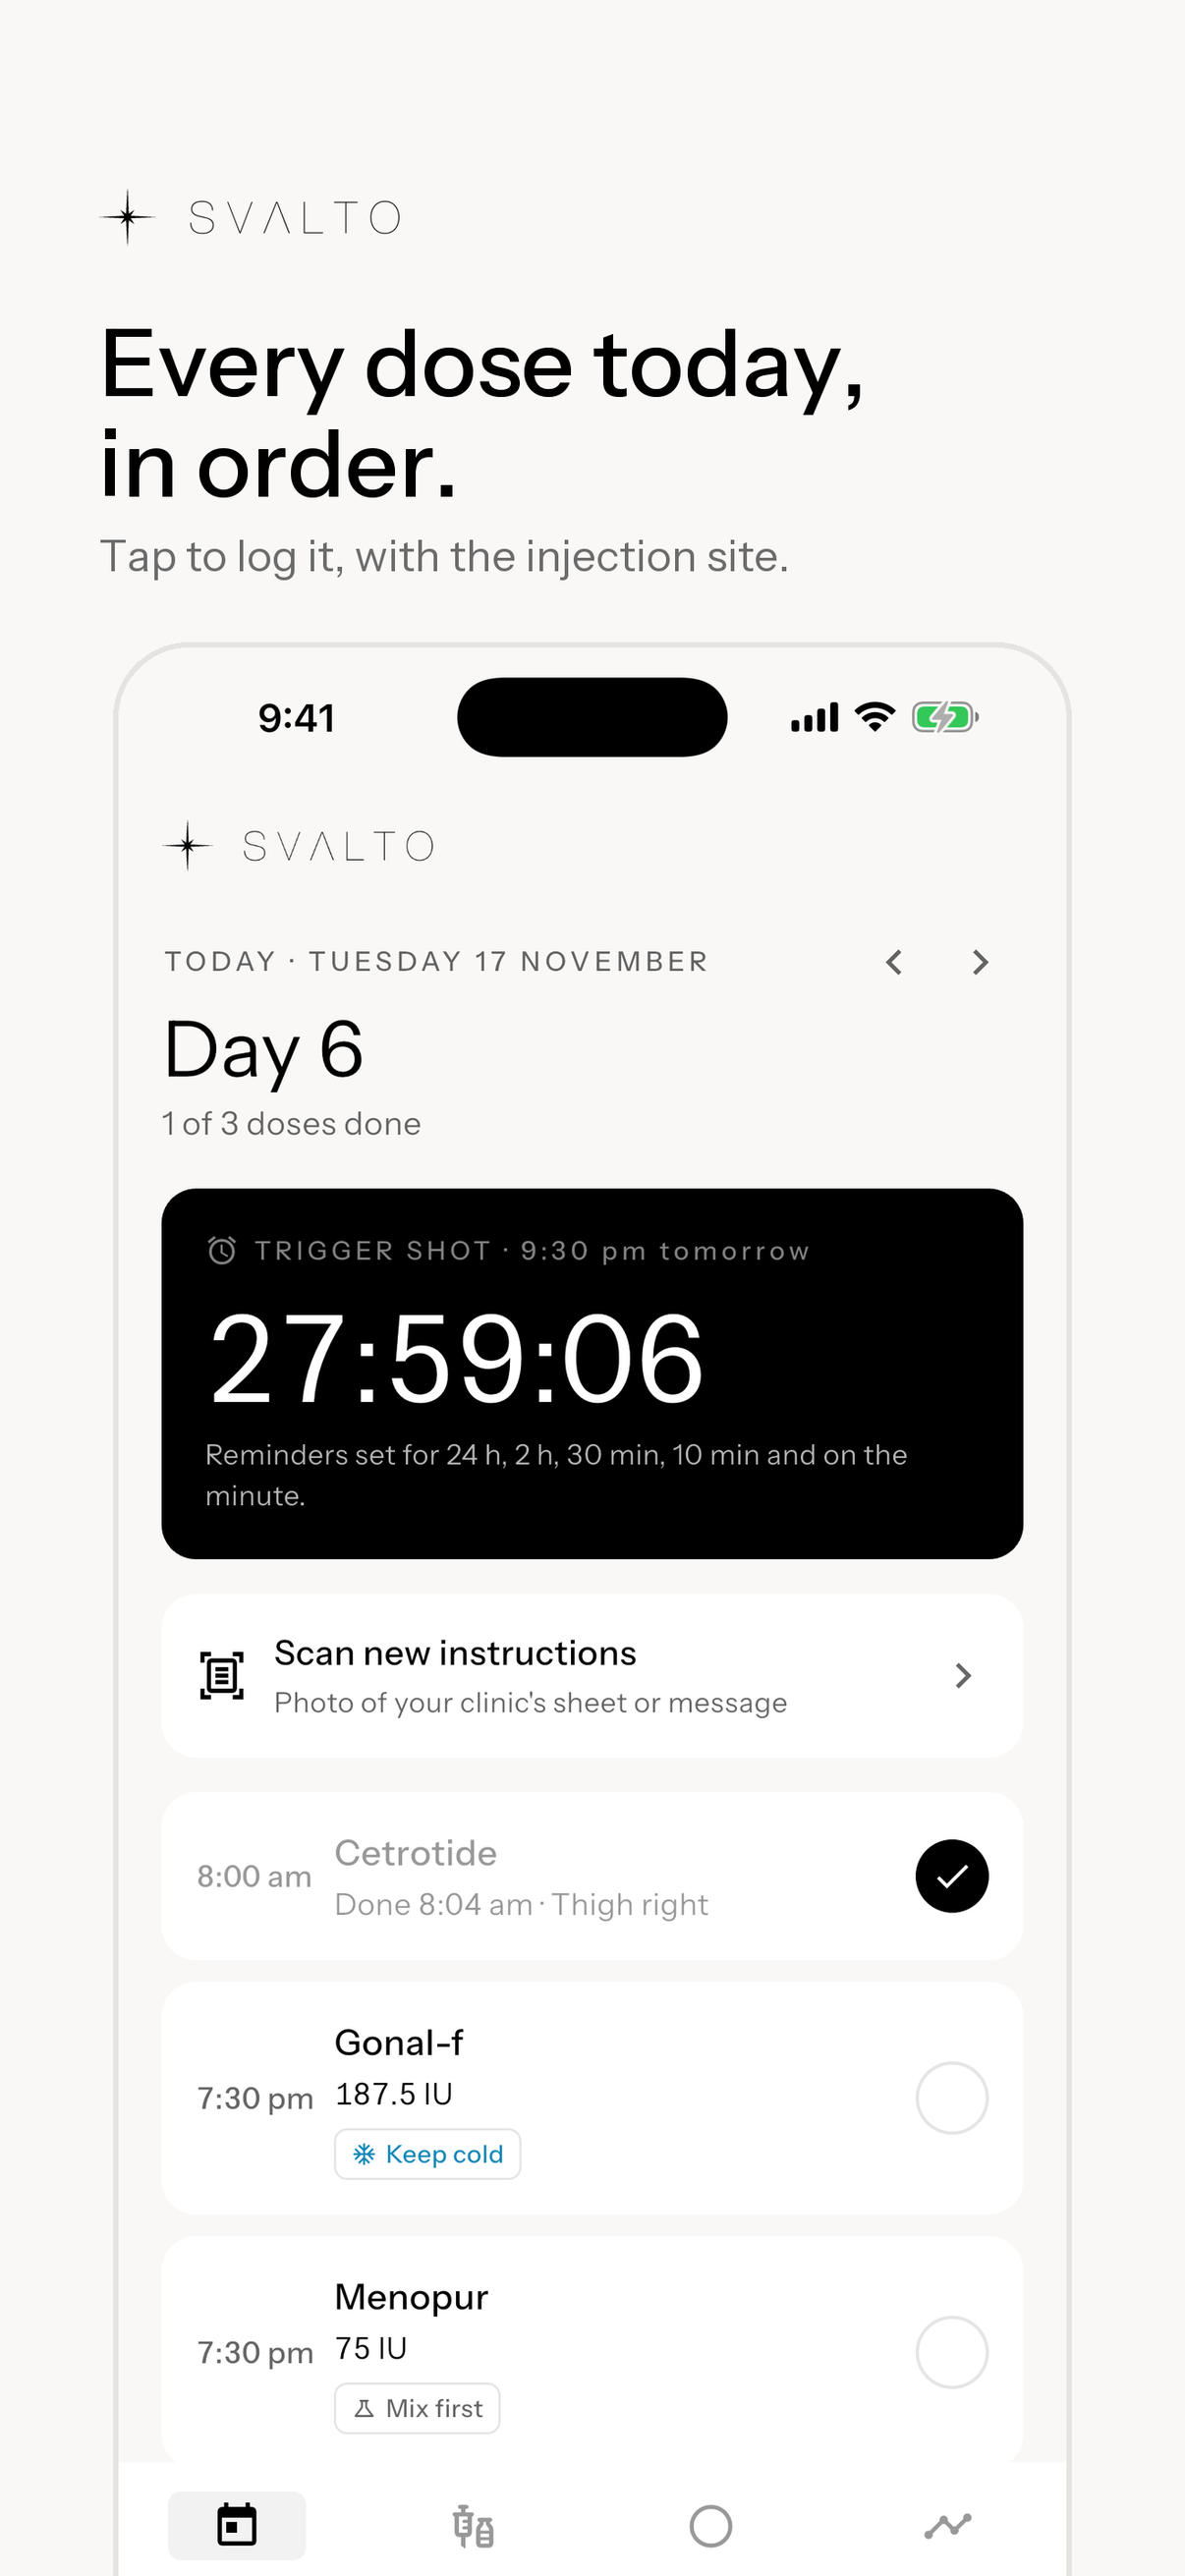 SVALTO
Every dose today,
in order.
Tap to log it, with the injection site.
9:41
SVALTO
TODAY · TUESDAY 17 NOVEMBER
Day 6
1 of 3 doses done
TRIGGER SHOT · 9:30 pm tomorrow
27:59:06
Reminders set for 24 h, 2 h, 30 min, 10 min and on the
minute.
Scan new instructions
Photo of your clinic's sheet or message
8:00 am
Cetrotide
Done 8:04 am · Thigh right
7:30 pm
Gonal-f
187.5 IU
Keep cold
7:30 pm
Menopur
75 IU
Mix first